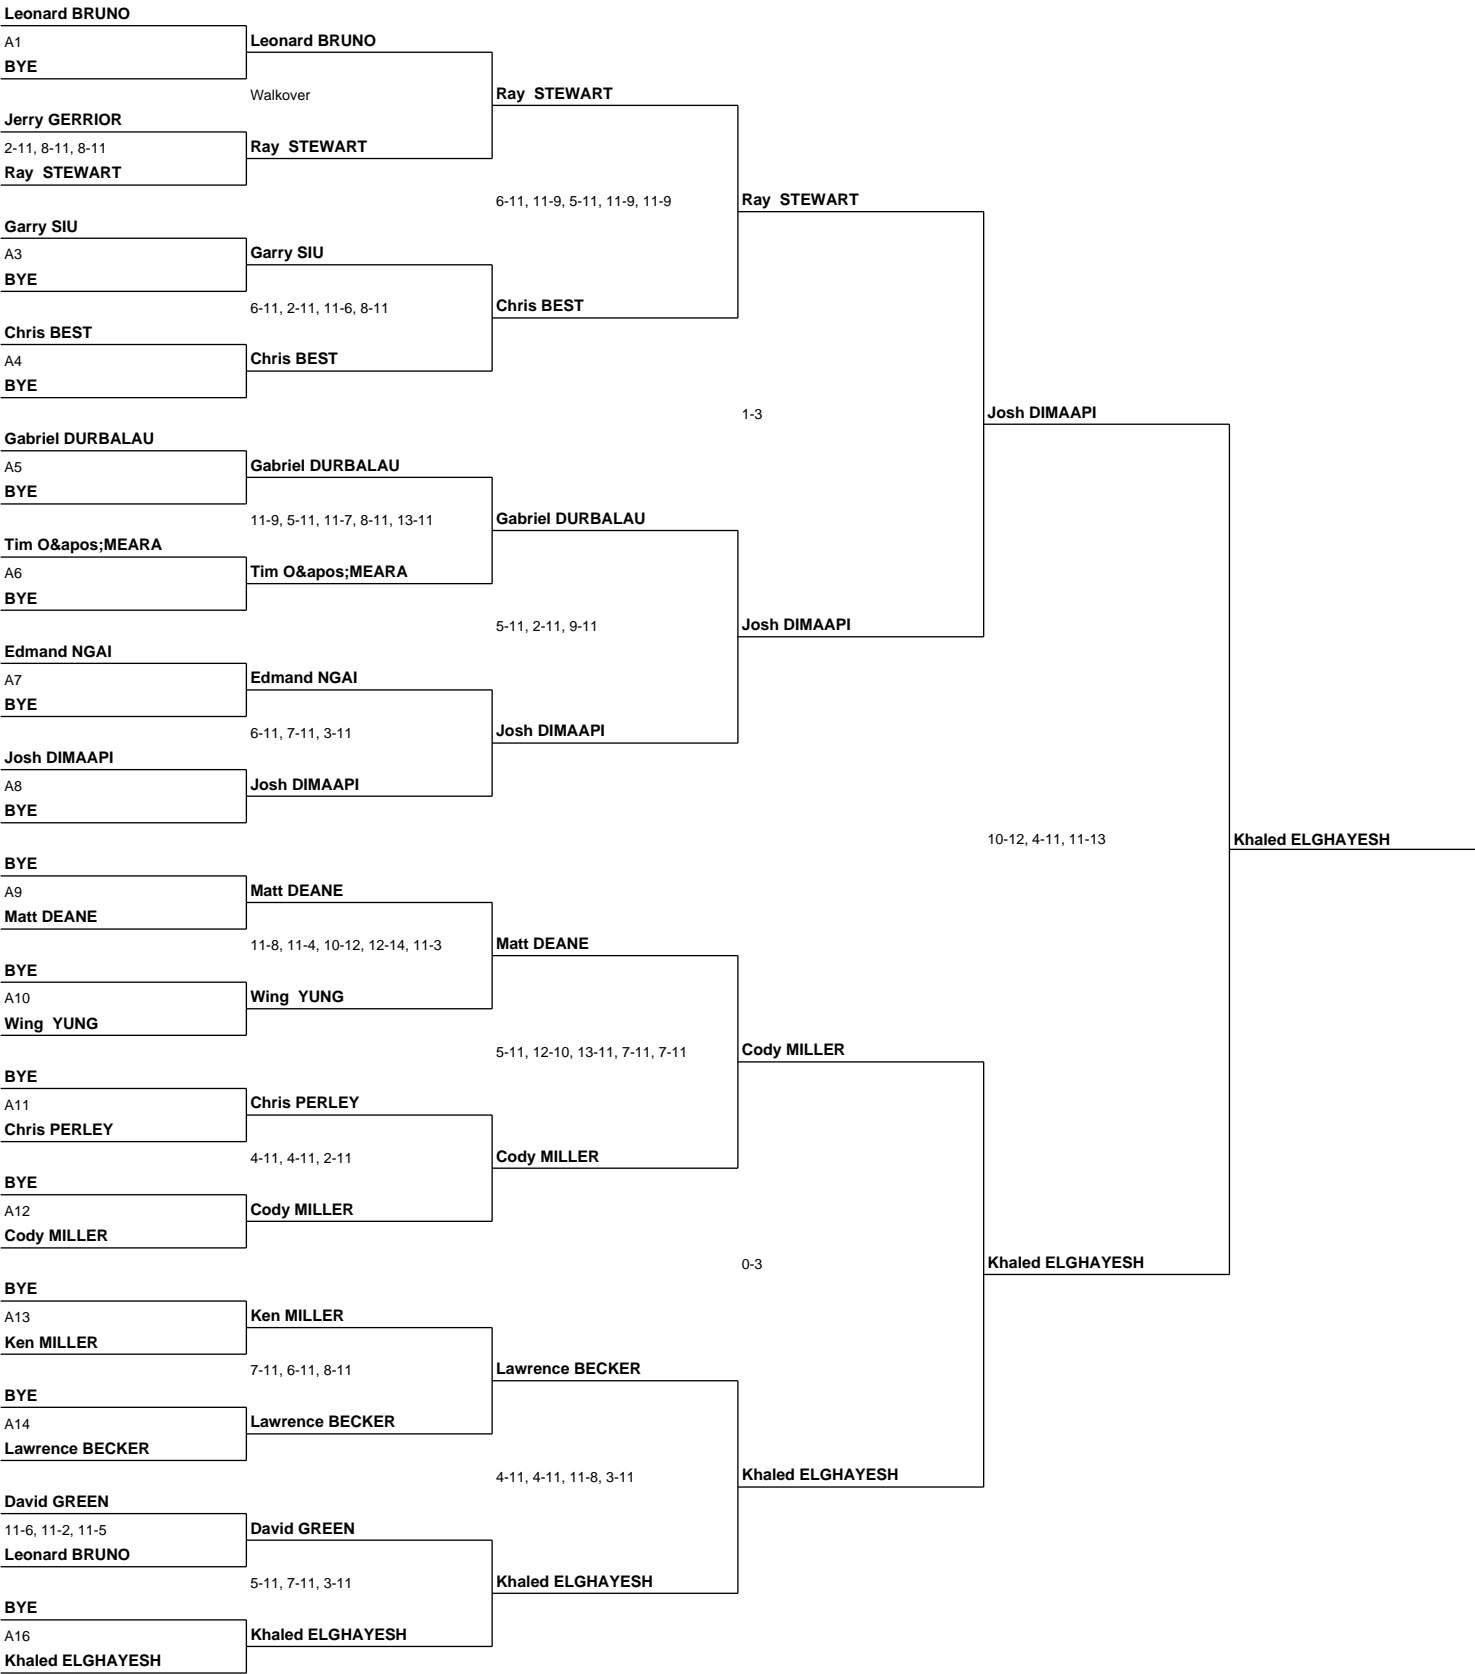 Leonard BRUNO
A1
Leonard BRUNO
BYE
Walkover
Ray  STEWART
Jerry GERRIOR
2-11, 8-11, 8-11
Ray  STEWART
Ray  STEWART
6-11, 11-9, 5-11, 11-9, 11-9
Ray  STEWART
Garry SIU
A3
Garry SIU
BYE
6-11, 2-11, 11-6, 8-11
Chris BEST
Chris BEST
A4
Chris BEST
BYE
1-3
Josh DIMAAPI
Gabriel DURBALAU
A5
Gabriel DURBALAU
BYE
11-9, 5-11, 11-7, 8-11, 13-11
Gabriel DURBALAU
Tim O&apos;MEARA
A6
Tim O&apos;MEARA
BYE
5-11, 2-11, 9-11
Josh DIMAAPI
Edmand NGAI
A7
Edmand NGAI
BYE
6-11, 7-11, 3-11
Josh DIMAAPI
Josh DIMAAPI
A8
Josh DIMAAPI
BYE
10-12, 4-11, 11-13
Khaled ELGHAYESH
BYE
A9
Matt DEANE
Matt DEANE
11-8, 11-4, 10-12, 12-14, 11-3
Matt DEANE
BYE
A10
Wing  YUNG
Wing  YUNG
5-11, 12-10, 13-11, 7-11, 7-11
Cody MILLER
BYE
A11
Chris PERLEY
Chris PERLEY
4-11, 4-11, 2-11
Cody MILLER
BYE
A12
Cody MILLER
Cody MILLER
0-3
Khaled ELGHAYESH
BYE
A13
Ken MILLER
Ken MILLER
7-11, 6-11, 8-11
Lawrence BECKER
BYE
A14
Lawrence BECKER
Lawrence BECKER
4-11, 4-11, 11-8, 3-11
Khaled ELGHAYESH
David GREEN
11-6, 11-2, 11-5
David GREEN
Leonard BRUNO
5-11, 7-11, 3-11
Khaled ELGHAYESH
BYE
A16
Khaled ELGHAYESH
Khaled ELGHAYESH